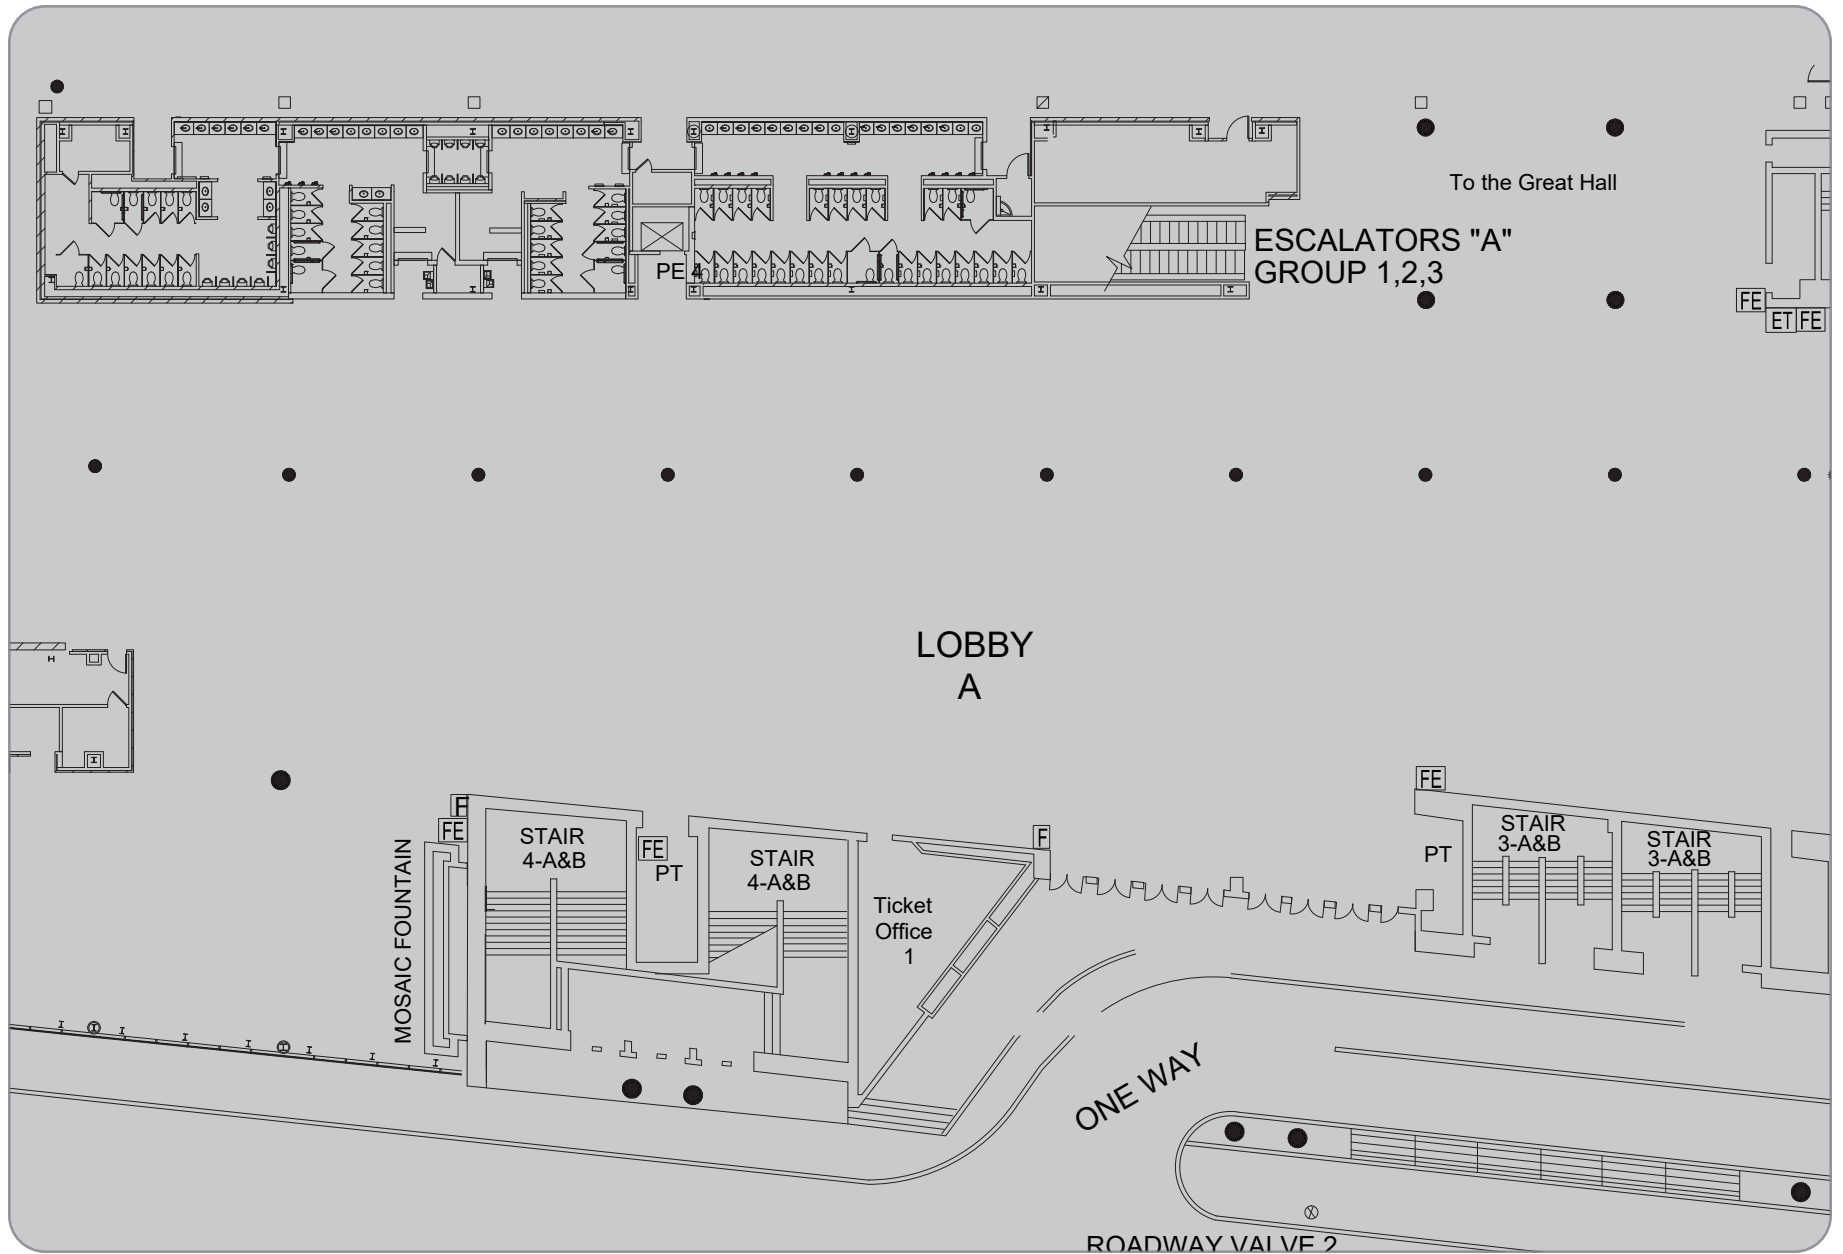 To the Great Hall
ESCALATORS "A"
GROUP 1,2,3
PE 4
FE
ET FE
LOBBY
A
FE
F
FE
STAIR
4-A&B
FE
PT
STAIR
4-A&B
F
STAIR
3-A&B
STAIR
3-A&B
PT
MOSAIC FOUNTAIN
Ticket
Office
1
ONE WAY
ROADWAY VALVE 2